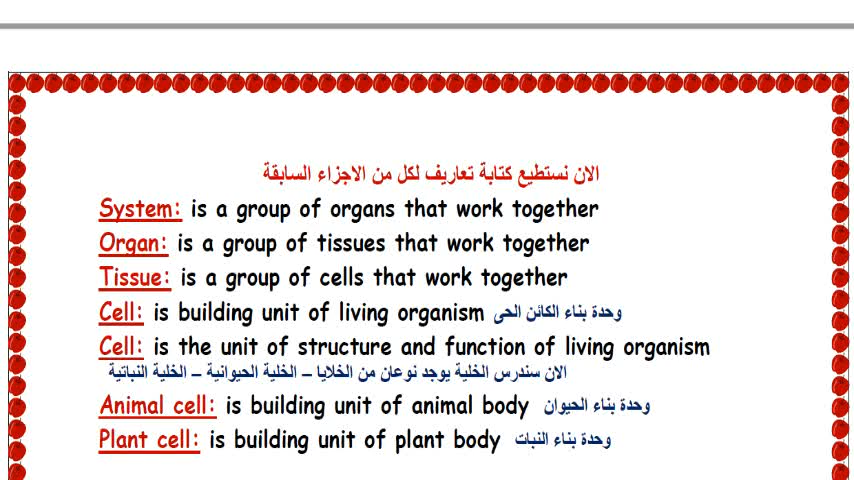 الان نستطيع كتابة تعاريف لكل من الاجزاء السابقة
System: is a group of organs that work together
Organ: is a group of tissues that work together
Tissue: is a group of cells that work together
Cell: is building unit of living organism وحدة بناء الكائن الحى
Cell: is the unit of structure and function of living organism
الان سندرس الخلية يوجد نوعان من الخلايا – الخلية الحيوانية – الخلية النباتية
Animal cell: is building unit of animal body وحدة بناء الحيوان
Plant cell: is building unit of plant body وحدة بناء النبات